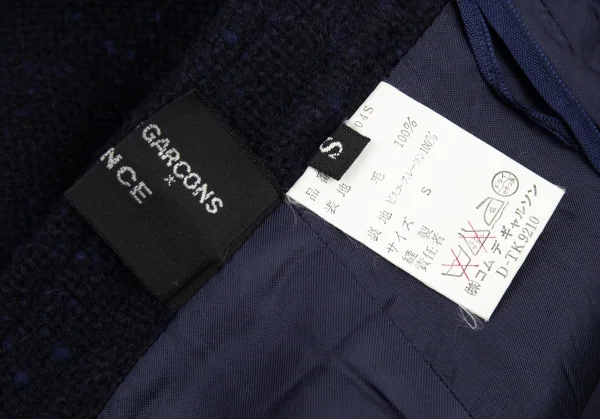 GARCONS
*
NCE
S
04S
品
表地 毛 100%
裏地 ビスコースレーヨン100%
サイズ S
縫製
責任者
㈱コム デ ギャルソン
D-TK9210